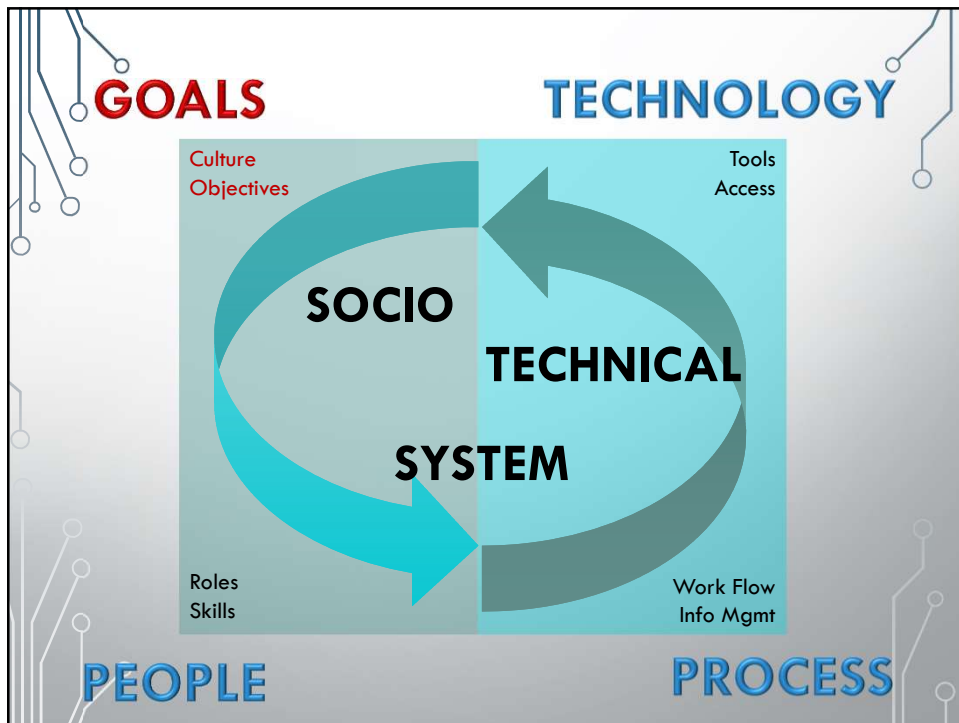 GOALS
TECHNOLOGY
Culture
Objectives
Tools
Access
SOCIO
TECHNICAL
SYSTEM
Roles
Skills
Work Flow
Info Mgmt
PEOPLE
PROCESS